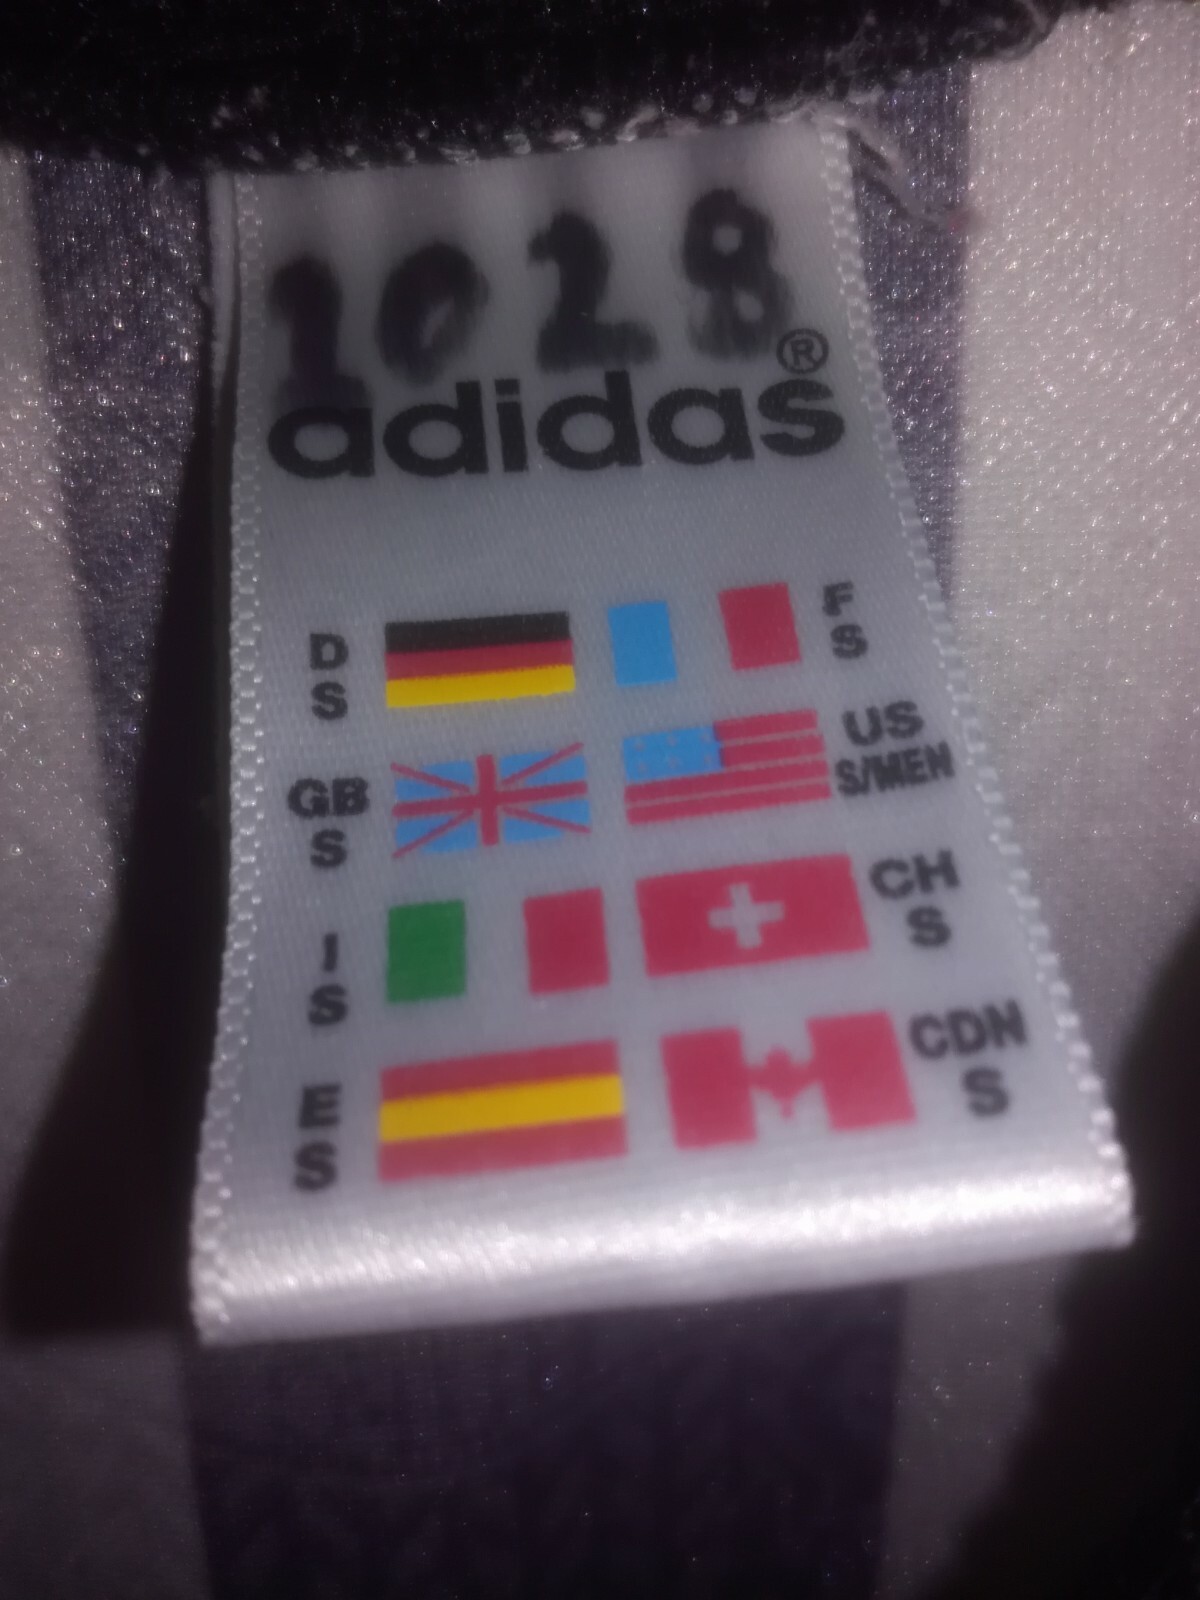 1028
adidas®
D S F S
GB S US S/MEN
I S CH S
E S CDN S